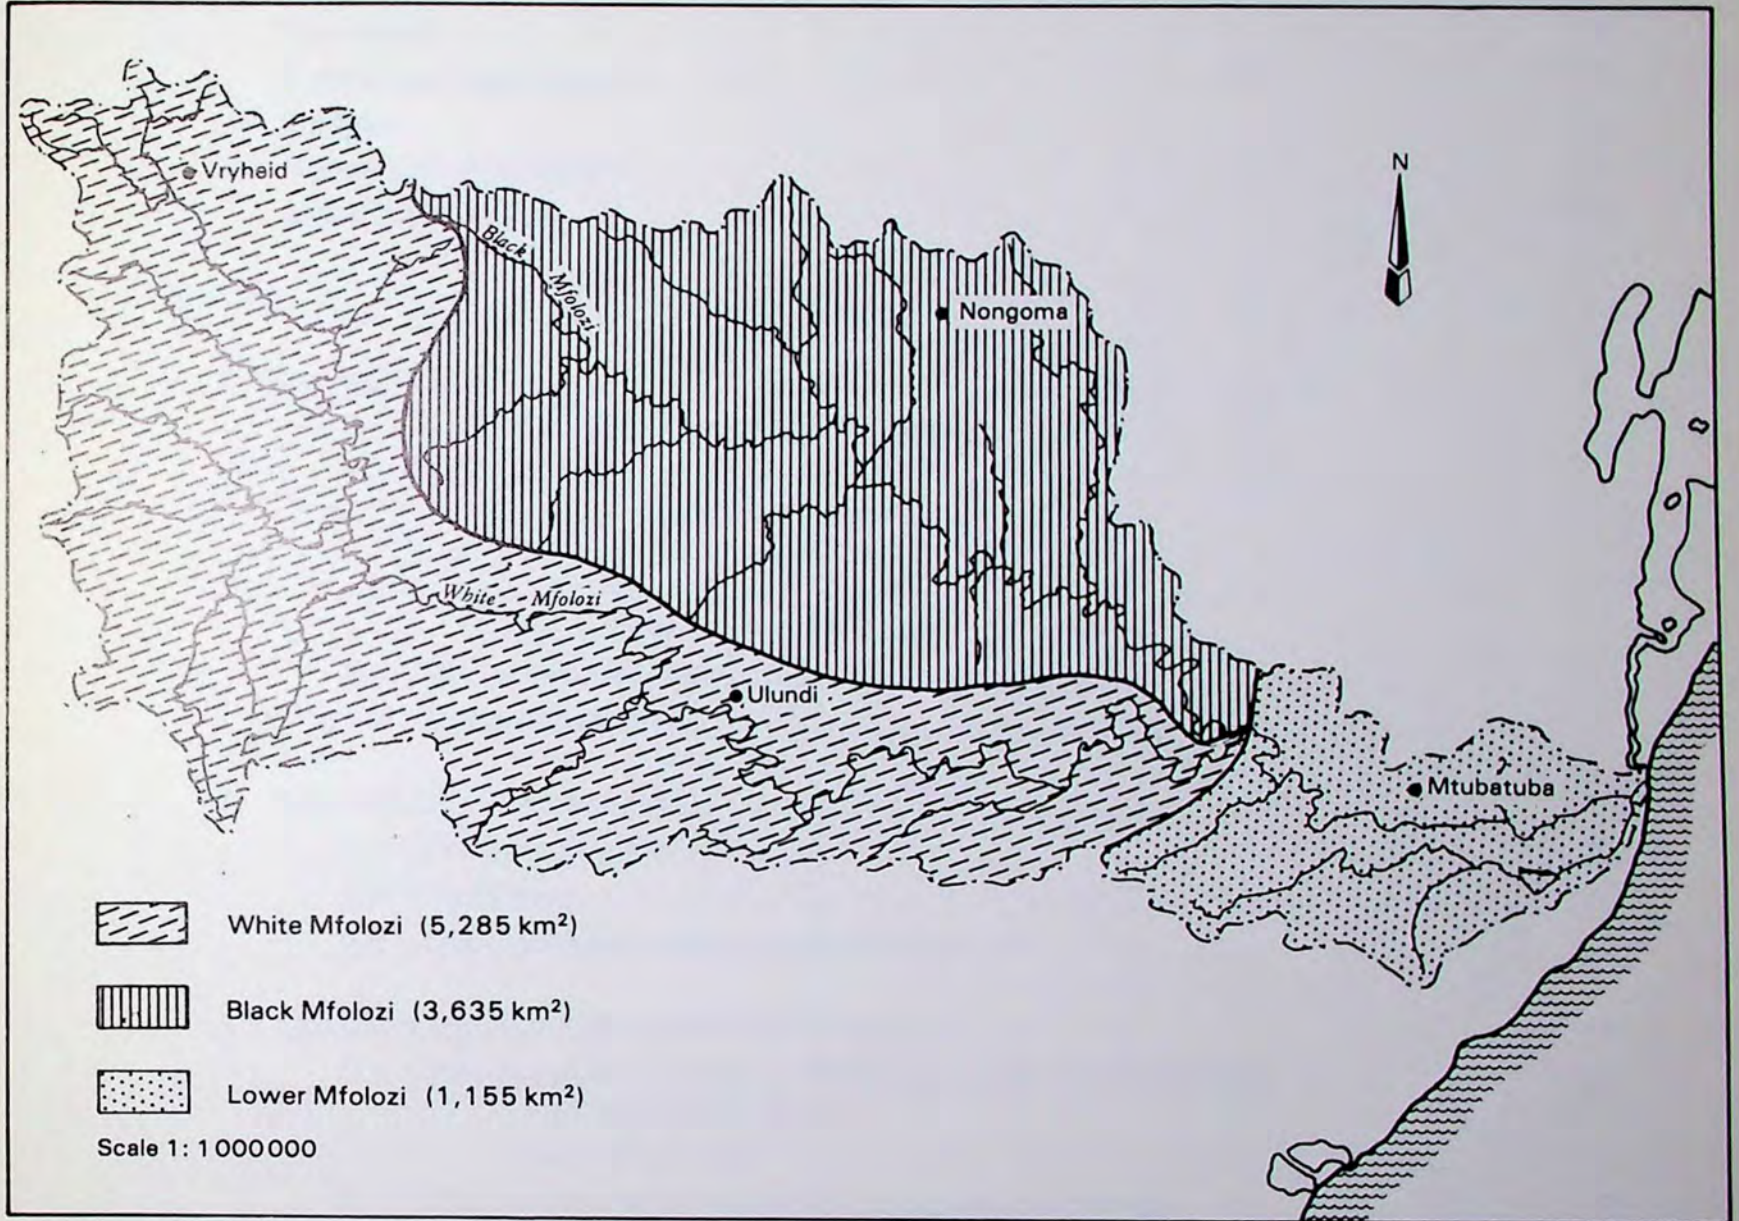 N
Vryheid
Black Mfolozi
Nongoma
White Mfolozi
Ulundi
Mtubatuba
White Mfolozi (5,285 km²)
Black Mfolozi (3,635 km²)
Lower Mfolozi (1,155 km²)
Scale 1: 1 000 000